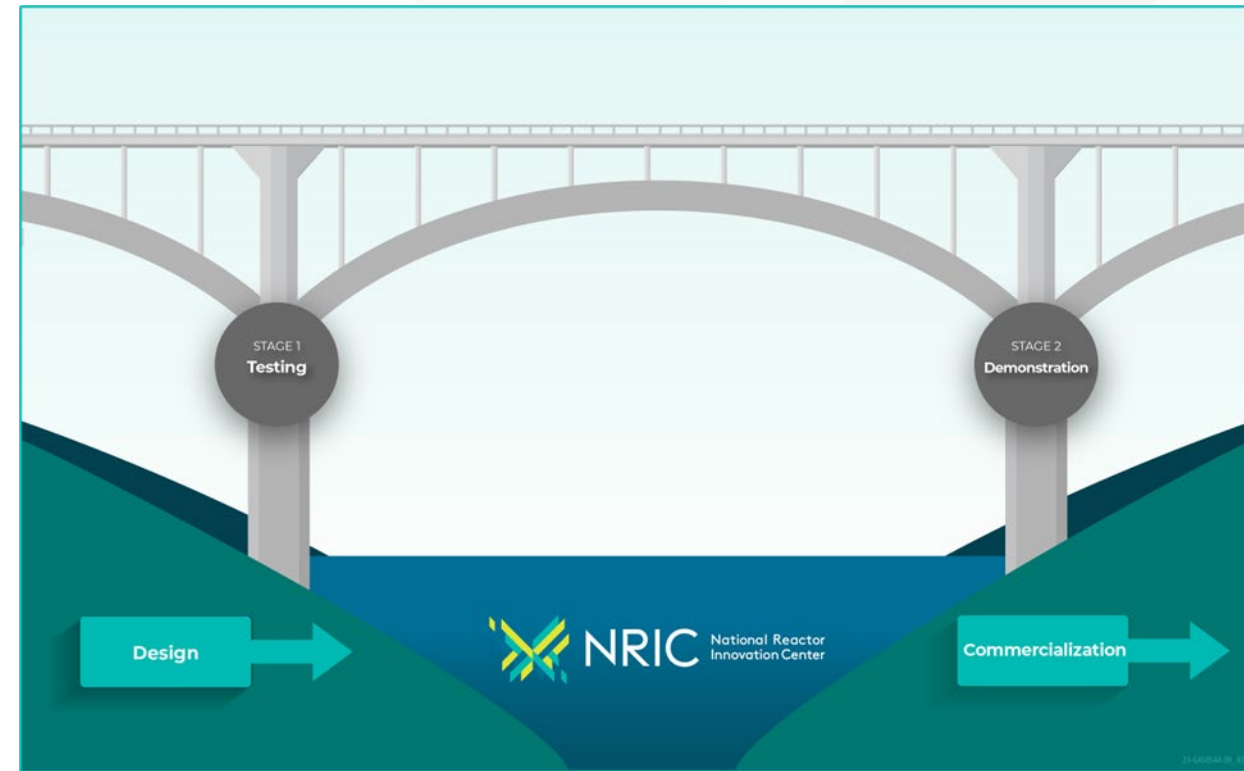 STAGE 1
Testing
STAGE 2
Demonstration
Design
NRIC National Reactor
Innovation Center
Commercialization